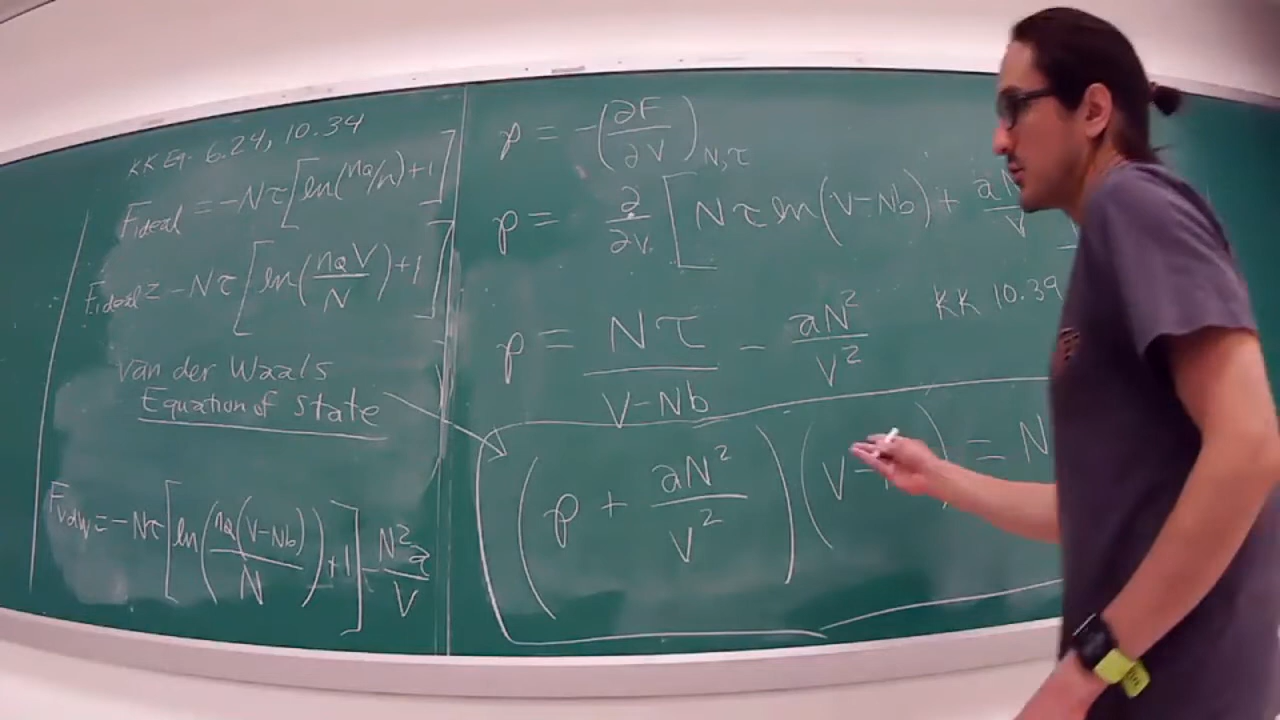 KK Eq. 6.24, 10.34
F_ideal = -Nτ[ln(n_Q/n)+1]
F_ideal = -Nτ[ln(n_Q V/N)+1]
van der Waals
Equation of state
F_vdW = -Nτ[ln(n_Q(V-Nb)/N)+1] - N²a/V
p = -(∂F/∂V)_N,τ
p = ∂/∂V [Nτ ln(V-Nb) + aN/V
KK 10.39
p = Nτ/(V-Nb) - aN²/V²
(p + aN²/V²)(V- ) = N